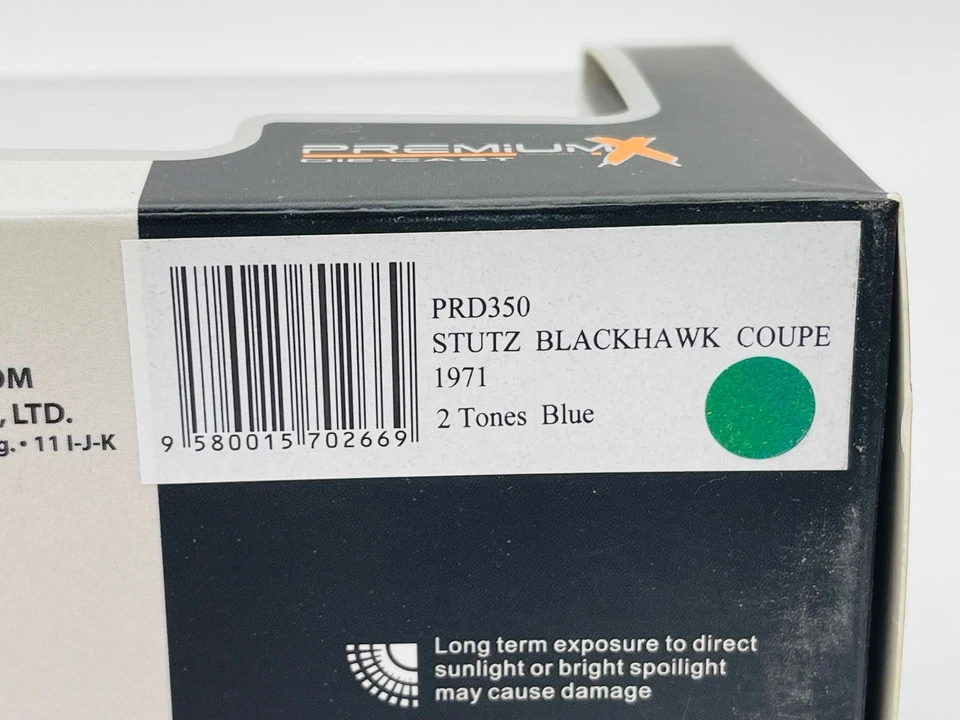 PREMiUM X
DIE-CAST
PRD350
STUTZ BLACKHAWK COUPE
1971
2 Tones Blue
9 580015 702669
OM
, LTD.
g. • 11 I-J-K
Long term exposure to direct
sunlight or bright spoilight
may cause damage